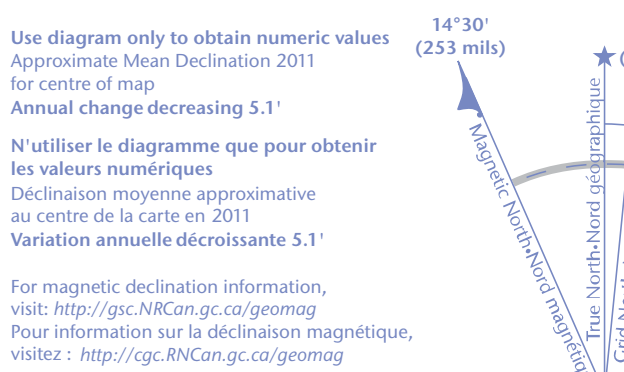 Use diagram only to obtain numeric values
Approximate Mean Declination 2011
for centre of map
Annual change decreasing 5.1'
N'utiliser le diagramme que pour obtenir
les valeurs numériques
Déclinaison moyenne approximative
au centre de la carte en 2011
Variation annuelle décroissante 5.1'
For magnetic declination information,
visit: http://gsc.NRCan.gc.ca/geomag
Pour information sur la déclinaison magnétique,
visitez : http://cgc.RNCan.gc.ca/geomag
14°30'
(253 mils)
Magnetic North•Nord magnétiq
True North•Nord géographique
Grid North